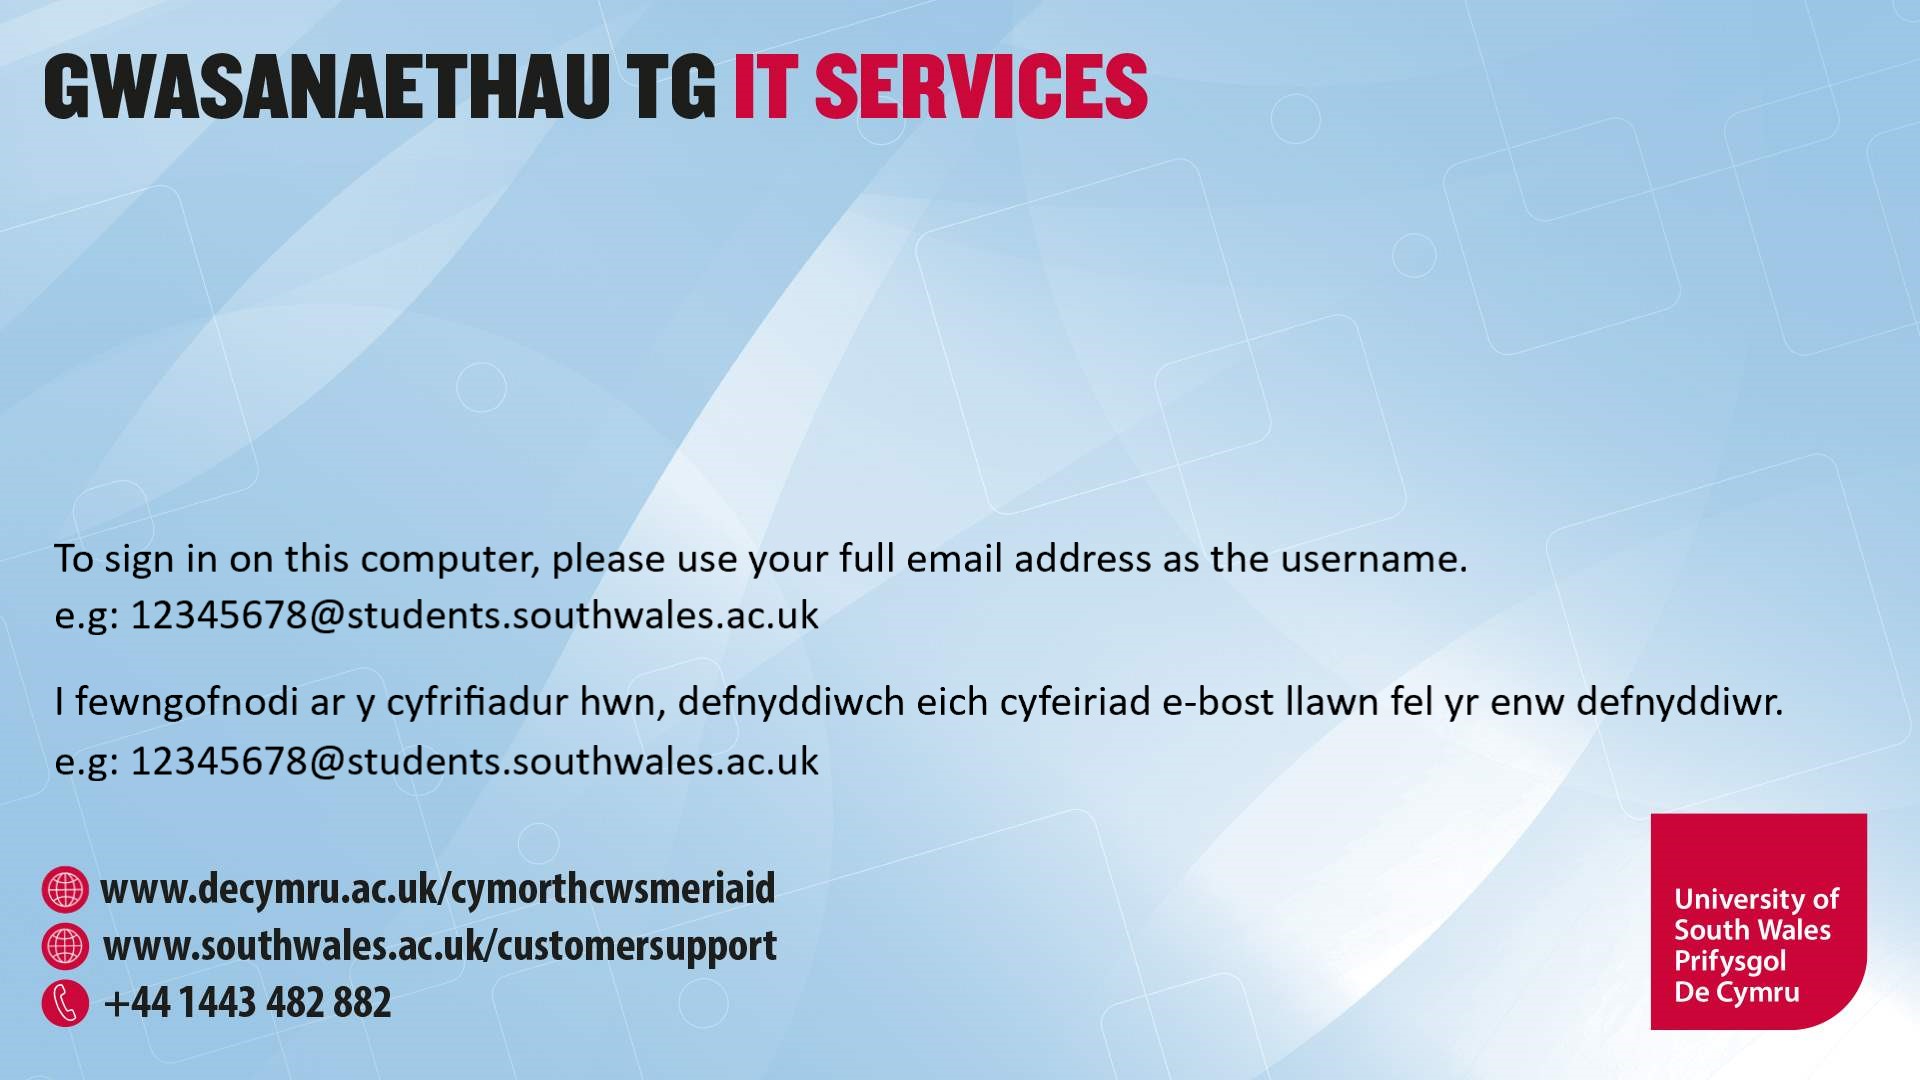 GWASANAETHAU TG IT SERVICES
To sign in on this computer, please use your full email address as the username.
e.g: 12345678@students.southwales.ac.uk
I fewngofnodi ar y cyfrifiadur hwn, defnyddiwch eich cyfeiriad e-bost llawn fel yr enw defnyddiwr.
e.g: 12345678@students.southwales.ac.uk
www.decymru.ac.uk/cymorthcwsmeriaid
www.southwales.ac.uk/customersupport
+44 1443 482 882
University of
South Wales
Prifysgol
De Cymru